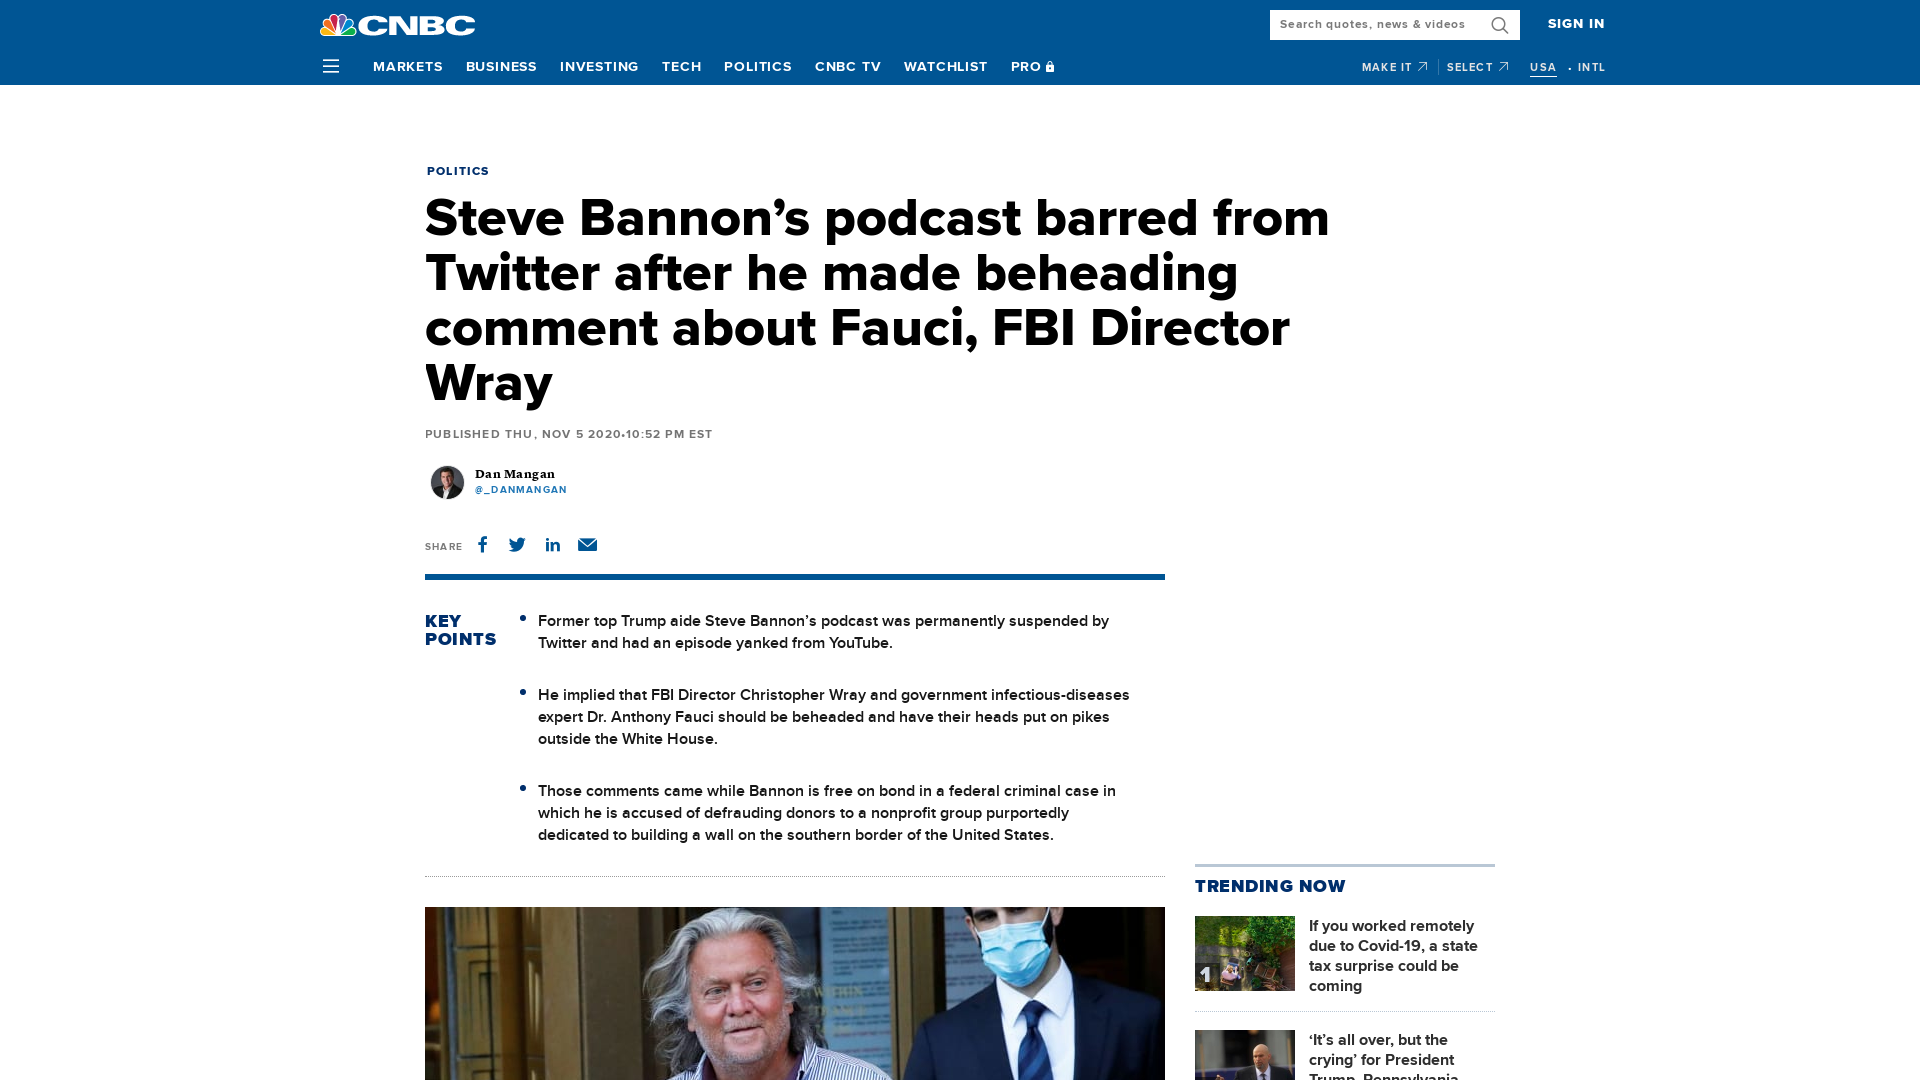 CNBC
Search quotes, news & videos
SIGN IN
MARKETS
BUSINESS
INVESTING
TECH
POLITICS
CNBC TV
WATCHLIST
PRO
MAKE IT
SELECT
USA
• INTL
POLITICS
Steve Bannon’s podcast barred from
Twitter after he made beheading
comment about Fauci, FBI Director
Wray
PUBLISHED THU, NOV 5 2020•10:52 PM EST
Dan Mangan
@_DANMANGAN
SHARE
KEY
POINTS
• Former top Trump aide Steve Bannon’s podcast was permanently suspended by
Twitter and had an episode yanked from YouTube.
• He implied that FBI Director Christopher Wray and government infectious-diseases
expert Dr. Anthony Fauci should be beheaded and have their heads put on pikes
outside the White House.
• Those comments came while Bannon is free on bond in a federal criminal case in
which he is accused of defrauding donors to a nonprofit group purportedly
dedicated to building a wall on the southern border of the United States.
TRENDING NOW
1
If you worked remotely
due to Covid-19, a state
tax surprise could be
coming
‘It’s all over, but the
crying’ for President
Trump, Pennsylvania